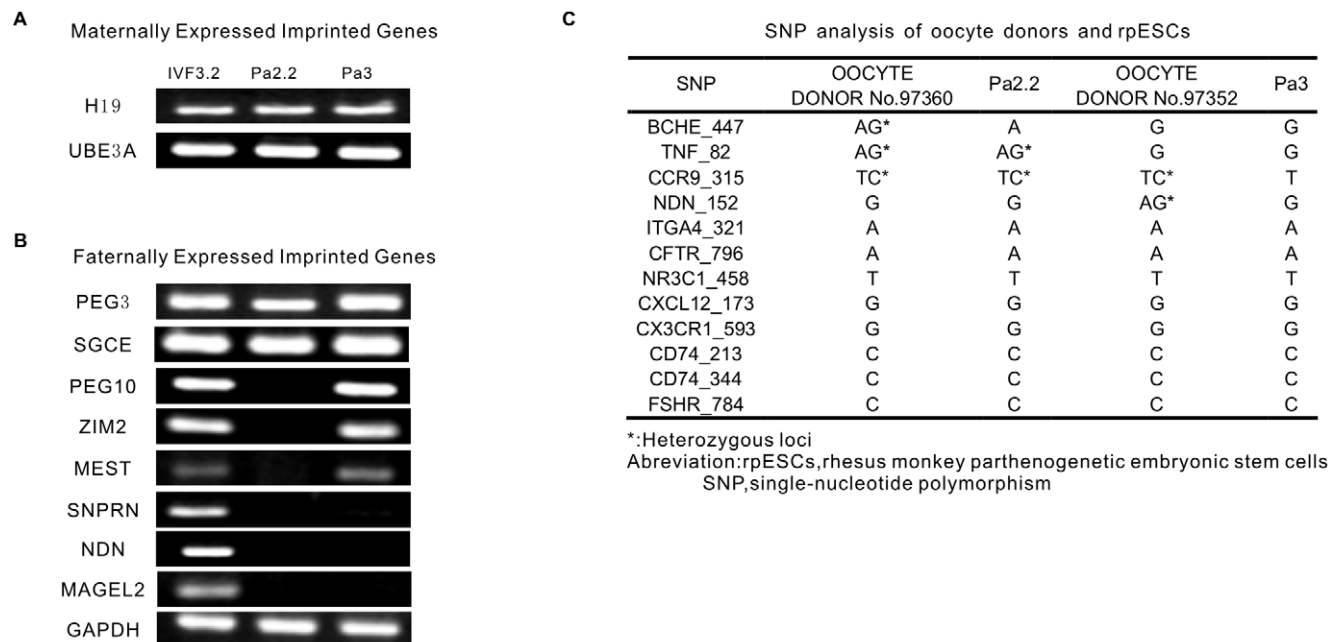 A
Maternally Expressed Imprinted Genes
IVF3.2 Pa2.2 Pa3
H19
UBE3A
B
Faternally Expressed Imprinted Genes
PEG3
SGCE
PEG10
ZIM2
MEST
SNPRN
NDN
MAGEL2
GAPDH
C
SNP analysis of oocyte donors and rpESCs
SNP OOCYTE DONOR No.97360 Pa2.2 OOCYTE DONOR No.97352 Pa3
BCHE_447 AG* A G G
TNF_82 AG* AG* G G
CCR9_315 TC* TC* TC* T
NDN_152 G G AG* G
ITGA4_321 A A A A
CFTR_796 A A A A
NR3C1_458 T T T T
CXCL12_173 G G G G
CX3CR1_593 G G G G
CD74_213 C C C C
CD74_344 C C C C
FSHR_784 C C C C
*:Heterozygous loci
Abreviation:rpESCs,rhesus monkey parthenogenetic embryonic stem cells
SNP,single-nucleotide polymorphism